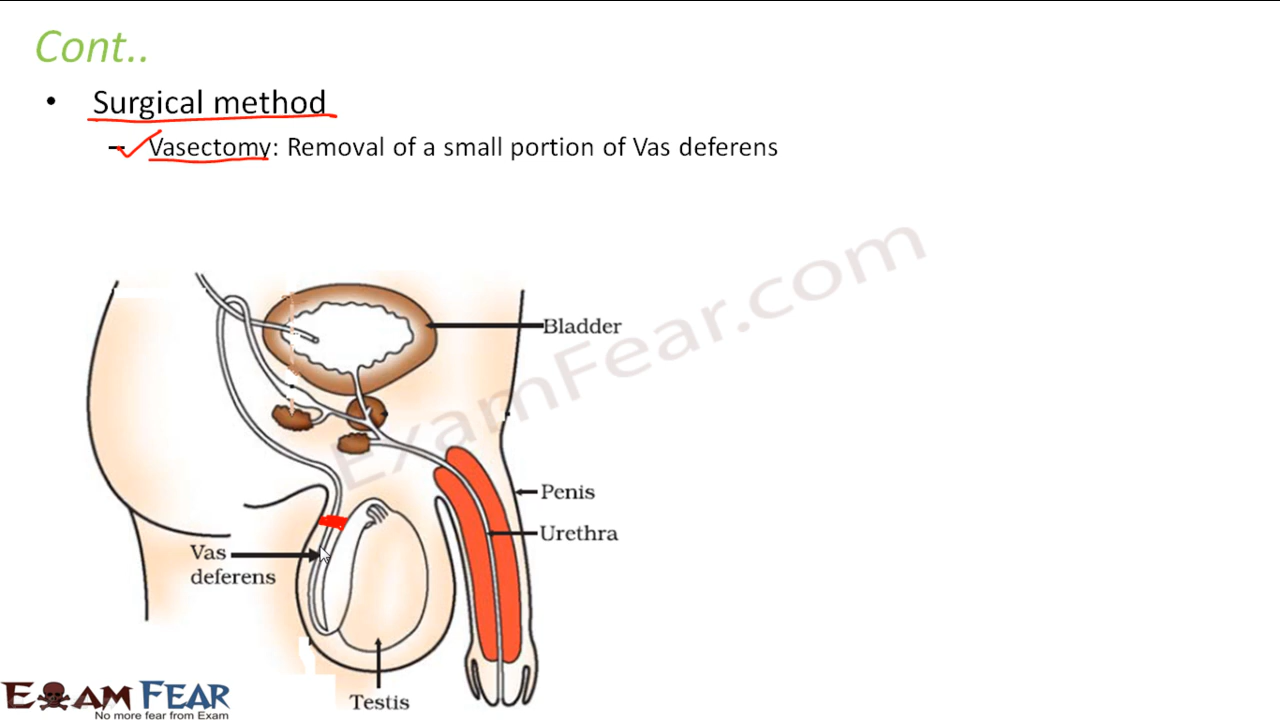 Cont..
• Surgical method
– Vasectomy: Removal of a small portion of Vas deferens
ExamFear.com
Bladder
Penis
Urethra
Vas
deferens
Testis
EXAM FEAR
No more fear from Exam